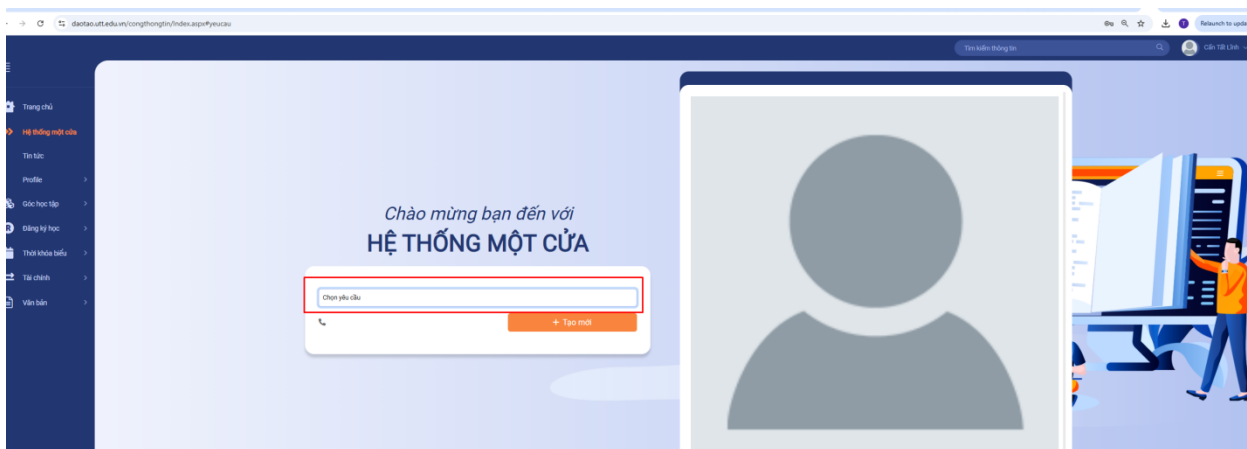 daotao.utt.edu.vn/congthongtin/Index.aspx#yeucau
Relaunch to upda
Tìm kiếm thông tin
Cấn Tất Lĩnh
Trang chủ
Hệ thống một cửa
Tin tức
Profile
Góc học tập
Đăng ký học
Thời khóa biểu
Tài chính
Văn bản
Chào mừng bạn đến với
HỆ THỐNG MỘT CỬA
Chọn yêu cầu
+ Tạo mới